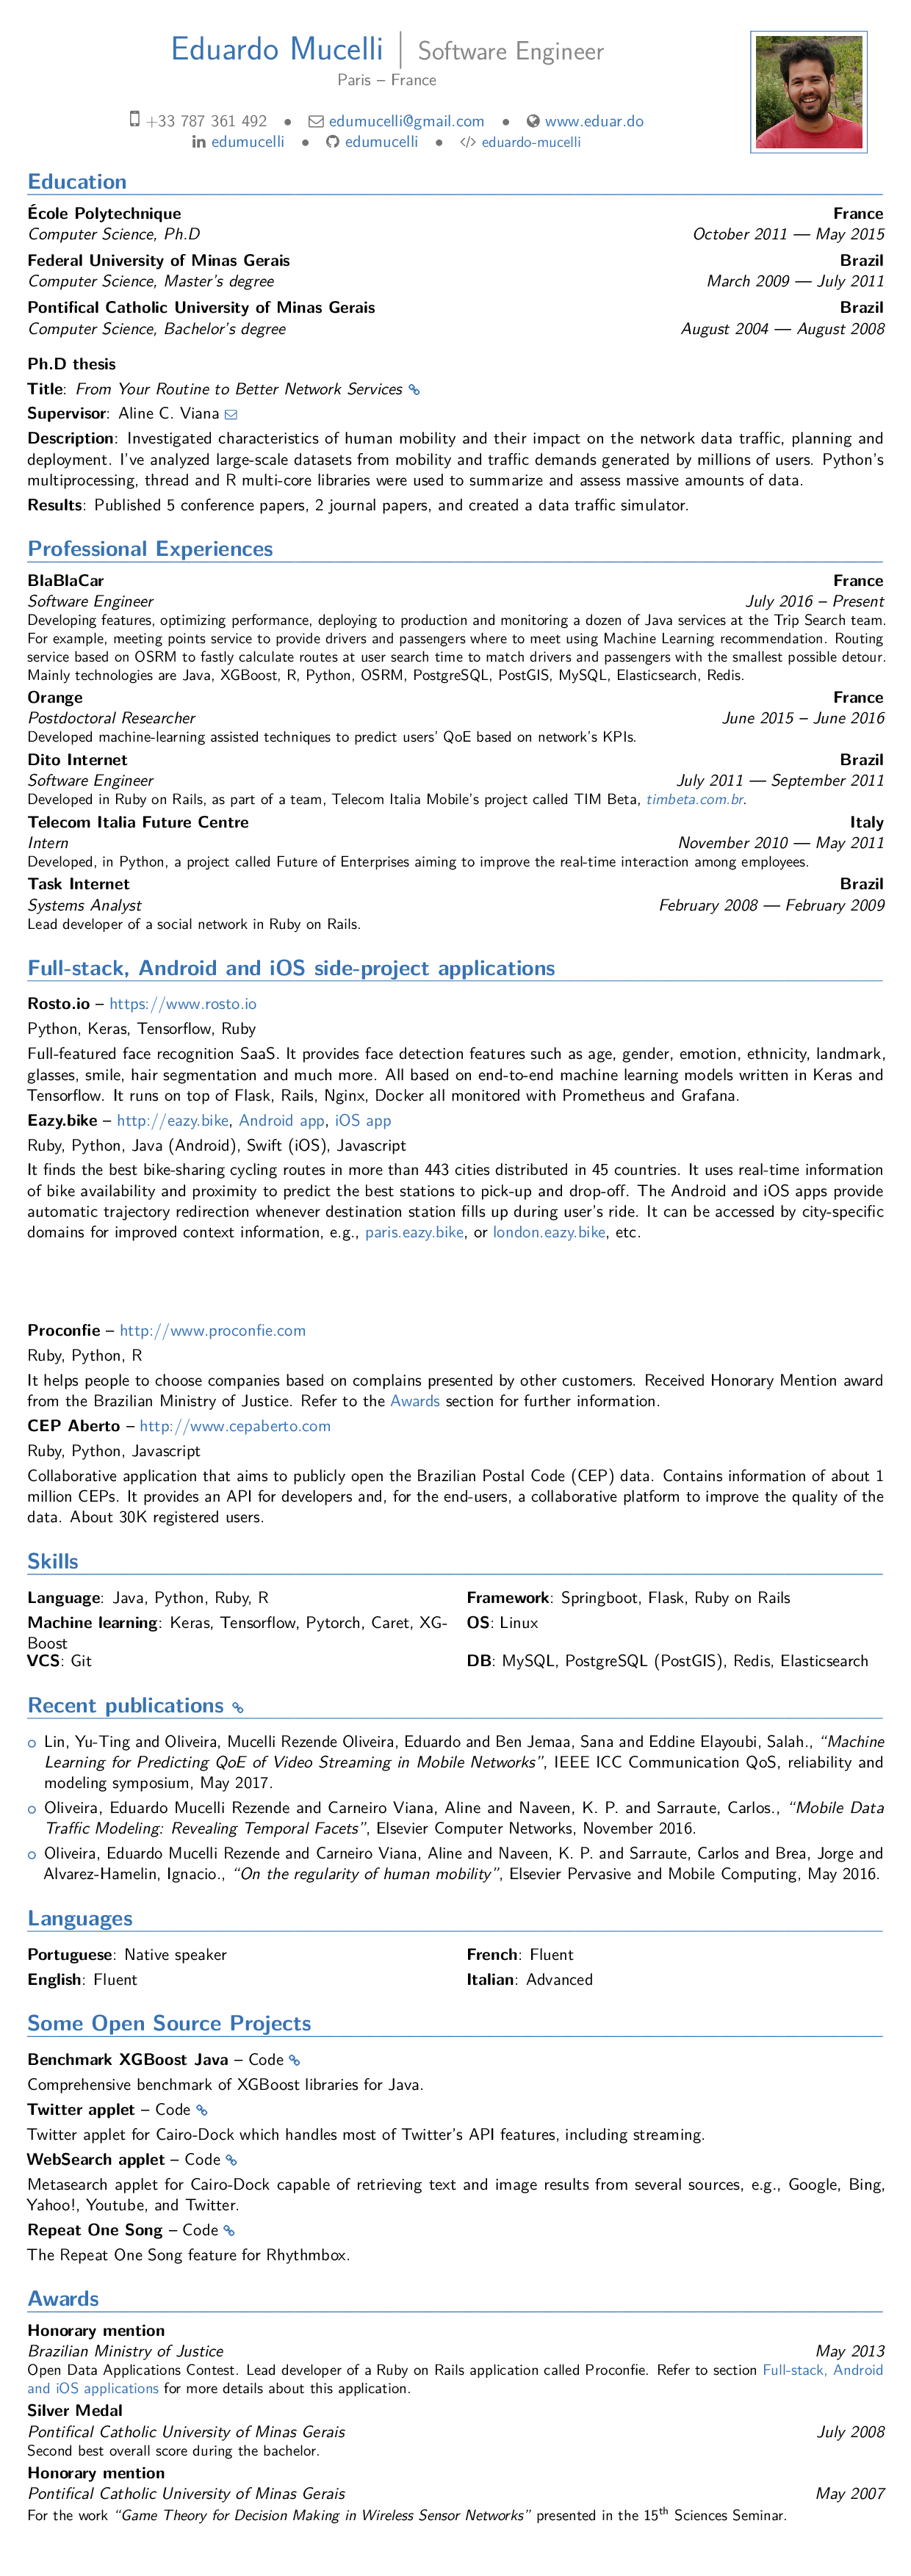 Eduardo Mucelli | Software Engineer
Paris – France
+33 787 361 492 ● edumucelli@gmail.com ● www.eduar.do
edumucelli ● edumucelli ● </> eduardo-mucelli
Education
École Polytechnique France
Computer Science, Ph.D October 2011 — May 2015
Federal University of Minas Gerais Brazil
Computer Science, Master's degree March 2009 — July 2011
Pontifical Catholic University of Minas Gerais Brazil
Computer Science, Bachelor's degree August 2004 — August 2008
Ph.D thesis
Title: From Your Routine to Better Network Services
Supervisor: Aline C. Viana
Description: Investigated characteristics of human mobility and their impact on the network data traffic, planning and
deployment. I've analyzed large-scale datasets from mobility and traffic demands generated by millions of users. Python's
multiprocessing, thread and R multi-core libraries were used to summarize and assess massive amounts of data.
Results: Published 5 conference papers, 2 journal papers, and created a data traffic simulator.
Professional Experiences
BlaBlaCar France
Software Engineer July 2016 – Present
Developing features, optimizing performance, deploying to production and monitoring a dozen of Java services at the Trip Search team.
For example, meeting points service to provide drivers and passengers where to meet using Machine Learning recommendation. Routing
service based on OSRM to fastly calculate routes at user search time to match drivers and passengers with the smallest possible detour.
Mainly technologies are Java, XGBoost, R, Python, OSRM, PostgreSQL, PostGIS, MySQL, Elasticsearch, Redis.
Orange France
Postdoctoral Researcher June 2015 – June 2016
Developed machine-learning assisted techniques to predict users' QoE based on network's KPIs.
Dito Internet Brazil
Software Engineer July 2011 — September 2011
Developed in Ruby on Rails, as part of a team, Telecom Italia Mobile's project called TIM Beta, timbeta.com.br.
Telecom Italia Future Centre Italy
Intern November 2010 — May 2011
Developed, in Python, a project called Future of Enterprises aiming to improve the real-time interaction among employees.
Task Internet Brazil
Systems Analyst February 2008 — February 2009
Lead developer of a social network in Ruby on Rails.
Full-stack, Android and iOS side-project applications
Rosto.io – https://www.rosto.io
Python, Keras, Tensorflow, Ruby
Full-featured face recognition SaaS. It provides face detection features such as age, gender, emotion, ethnicity, landmark,
glasses, smile, hair segmentation and much more. All based on end-to-end machine learning models written in Keras and
Tensorflow. It runs on top of Flask, Rails, Nginx, Docker all monitored with Prometheus and Grafana.
Eazy.bike – http://eazy.bike, Android app, iOS app
Ruby, Python, Java (Android), Swift (iOS), Javascript
It finds the best bike-sharing cycling routes in more than 443 cities distributed in 45 countries. It uses real-time information
of bike availability and proximity to predict the best stations to pick-up and drop-off. The Android and iOS apps provide
automatic trajectory redirection whenever destination station fills up during user's ride. It can be accessed by city-specific
domains for improved context information, e.g., paris.eazy.bike, or london.eazy.bike, etc.
Proconfie – http://www.proconfie.com
Ruby, Python, R
It helps people to choose companies based on complains presented by other customers. Received Honorary Mention award
from the Brazilian Ministry of Justice. Refer to the Awards section for further information.
CEP Aberto – http://www.cepaberto.com
Ruby, Python, Javascript
Collaborative application that aims to publicly open the Brazilian Postal Code (CEP) data. Contains information of about 1
million CEPs. It provides an API for developers and, for the end-users, a collaborative platform to improve the quality of the
data. About 30K registered users.
Skills
Language: Java, Python, Ruby, R Framework: Springboot, Flask, Ruby on Rails
Machine learning: Keras, Tensorflow, Pytorch, Caret, XG- OS: Linux
Boost
VCS: Git DB: MySQL, PostgreSQL (PostGIS), Redis, Elasticsearch
Recent publications
Lin, Yu-Ting and Oliveira, Mucelli Rezende Oliveira, Eduardo and Ben Jemaa, Sana and Eddine Elayoubi, Salah., “Machine
Learning for Predicting QoE of Video Streaming in Mobile Networks”, IEEE ICC Communication QoS, reliability and
modeling symposium, May 2017.
Oliveira, Eduardo Mucelli Rezende and Carneiro Viana, Aline and Naveen, K. P. and Sarraute, Carlos., “Mobile Data
Traffic Modeling: Revealing Temporal Facets”, Elsevier Computer Networks, November 2016.
Oliveira, Eduardo Mucelli Rezende and Carneiro Viana, Aline and Naveen, K. P. and Sarraute, Carlos and Brea, Jorge and
Alvarez-Hamelin, Ignacio., “On the regularity of human mobility”, Elsevier Pervasive and Mobile Computing, May 2016.
Languages
Portuguese: Native speaker French: Fluent
English: Fluent Italian: Advanced
Some Open Source Projects
Benchmark XGBoost Java – Code
Comprehensive benchmark of XGBoost libraries for Java.
Twitter applet – Code
Twitter applet for Cairo-Dock which handles most of Twitter's API features, including streaming.
WebSearch applet – Code
Metasearch applet for Cairo-Dock capable of retrieving text and image results from several sources, e.g., Google, Bing,
Yahoo!, Youtube, and Twitter.
Repeat One Song – Code
The Repeat One Song feature for Rhythmbox.
Awards
Honorary mention
Brazilian Ministry of Justice May 2013
Open Data Applications Contest. Lead developer of a Ruby on Rails application called Proconfie. Refer to section Full-stack, Android
and iOS applications for more details about this application.
Silver Medal
Pontifical Catholic University of Minas Gerais July 2008
Second best overall score during the bachelor.
Honorary mention
Pontifical Catholic University of Minas Gerais May 2007
For the work “Game Theory for Decision Making in Wireless Sensor Networks” presented in the 15th Sciences Seminar.